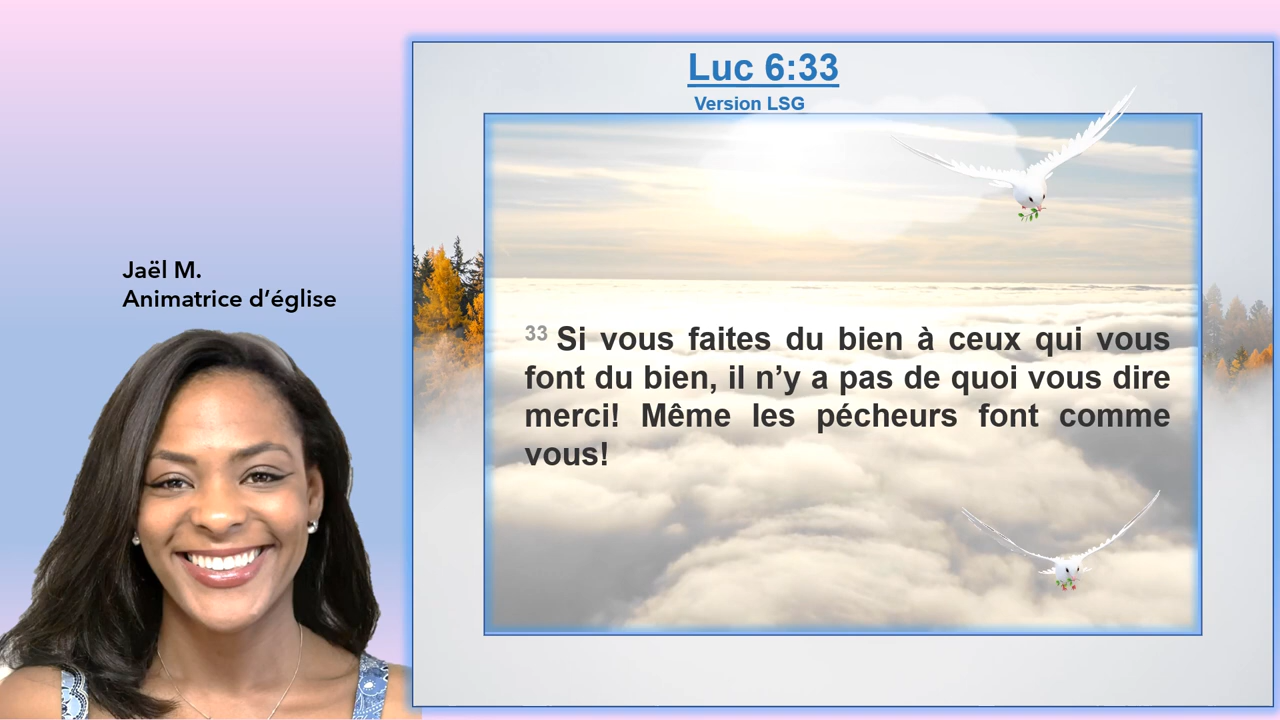 Luc 6:33
Version LSG
Jaël M.
Animatrice d’église
33 Si vous faites du bien à ceux qui vous
font du bien, il n’y a pas de quoi vous dire
merci! Même les pécheurs font comme
vous!